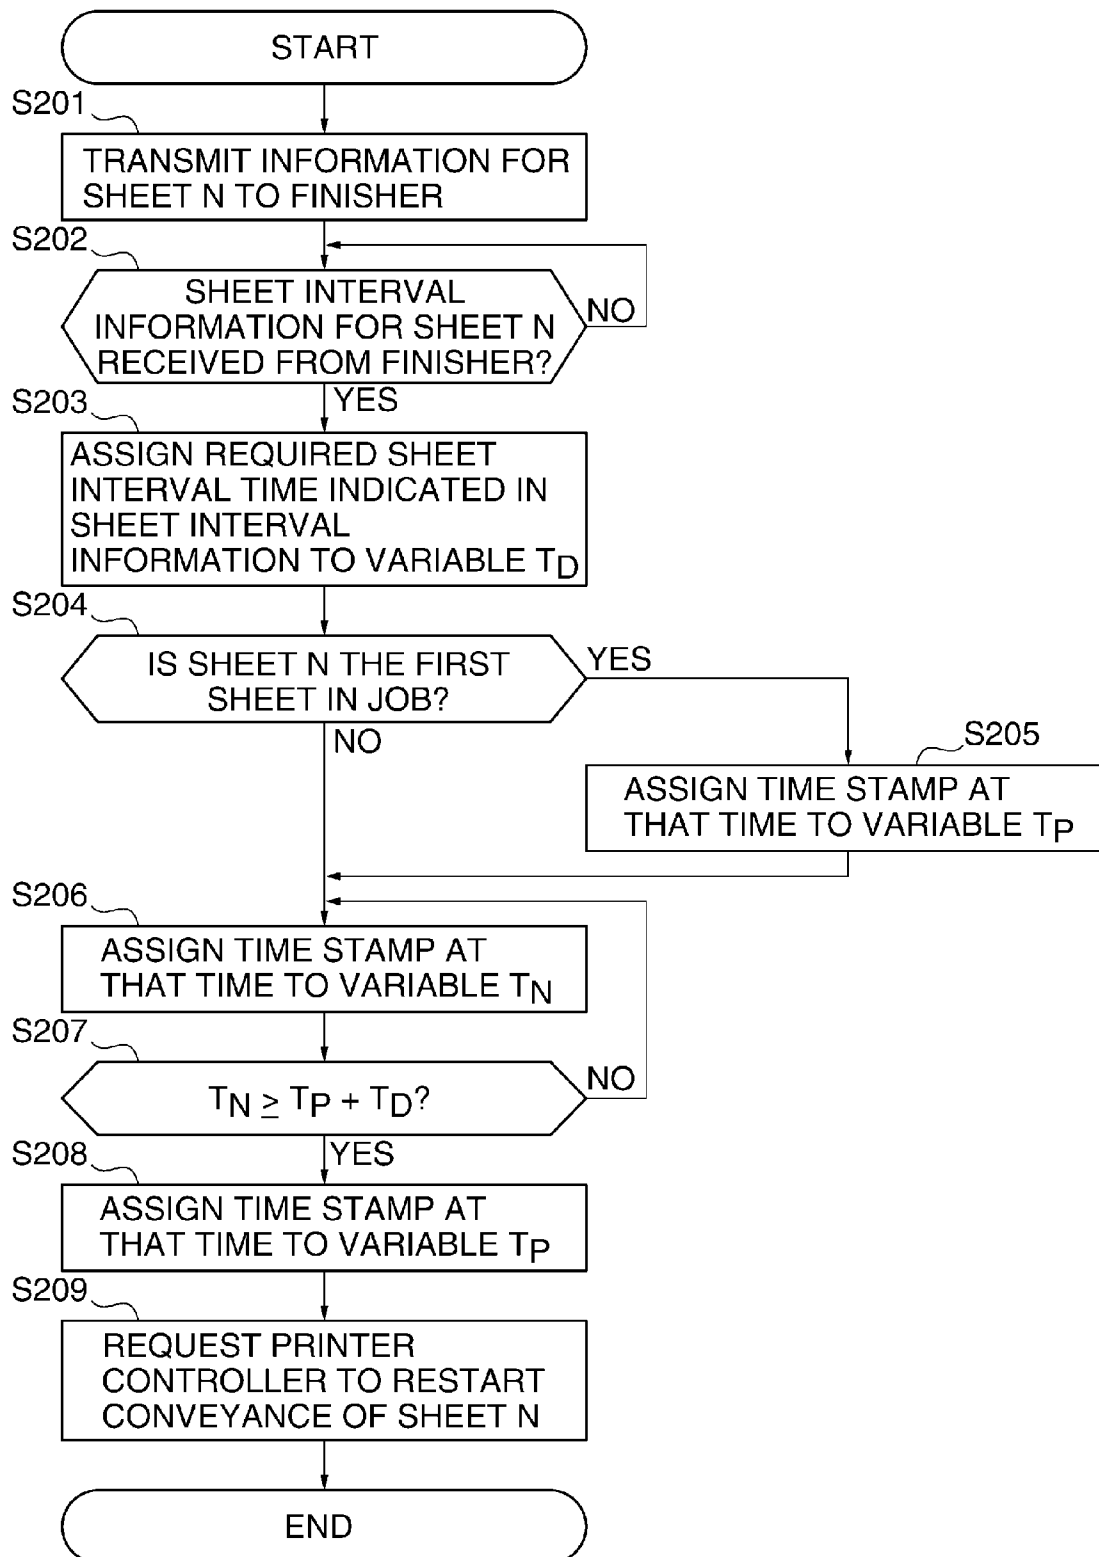 START
S201
TRANSMIT INFORMATION FOR
SHEET N TO FINISHER
S202
SHEET INTERVAL
INFORMATION FOR SHEET N
RECEIVED FROM FINISHER?
NO
YES
S203
ASSIGN REQUIRED SHEET
INTERVAL TIME INDICATED IN
SHEET INTERVAL
INFORMATION TO VARIABLE TD
S204
IS SHEET N THE FIRST
SHEET IN JOB?
YES
NO
S205
ASSIGN TIME STAMP AT
THAT TIME TO VARIABLE TP
S206
ASSIGN TIME STAMP AT
THAT TIME TO VARIABLE TN
S207
TN ≥ TP + TD?
NO
YES
S208
ASSIGN TIME STAMP AT
THAT TIME TO VARIABLE TP
S209
REQUEST PRINTER
CONTROLLER TO RESTART
CONVEYANCE OF SHEET N
END